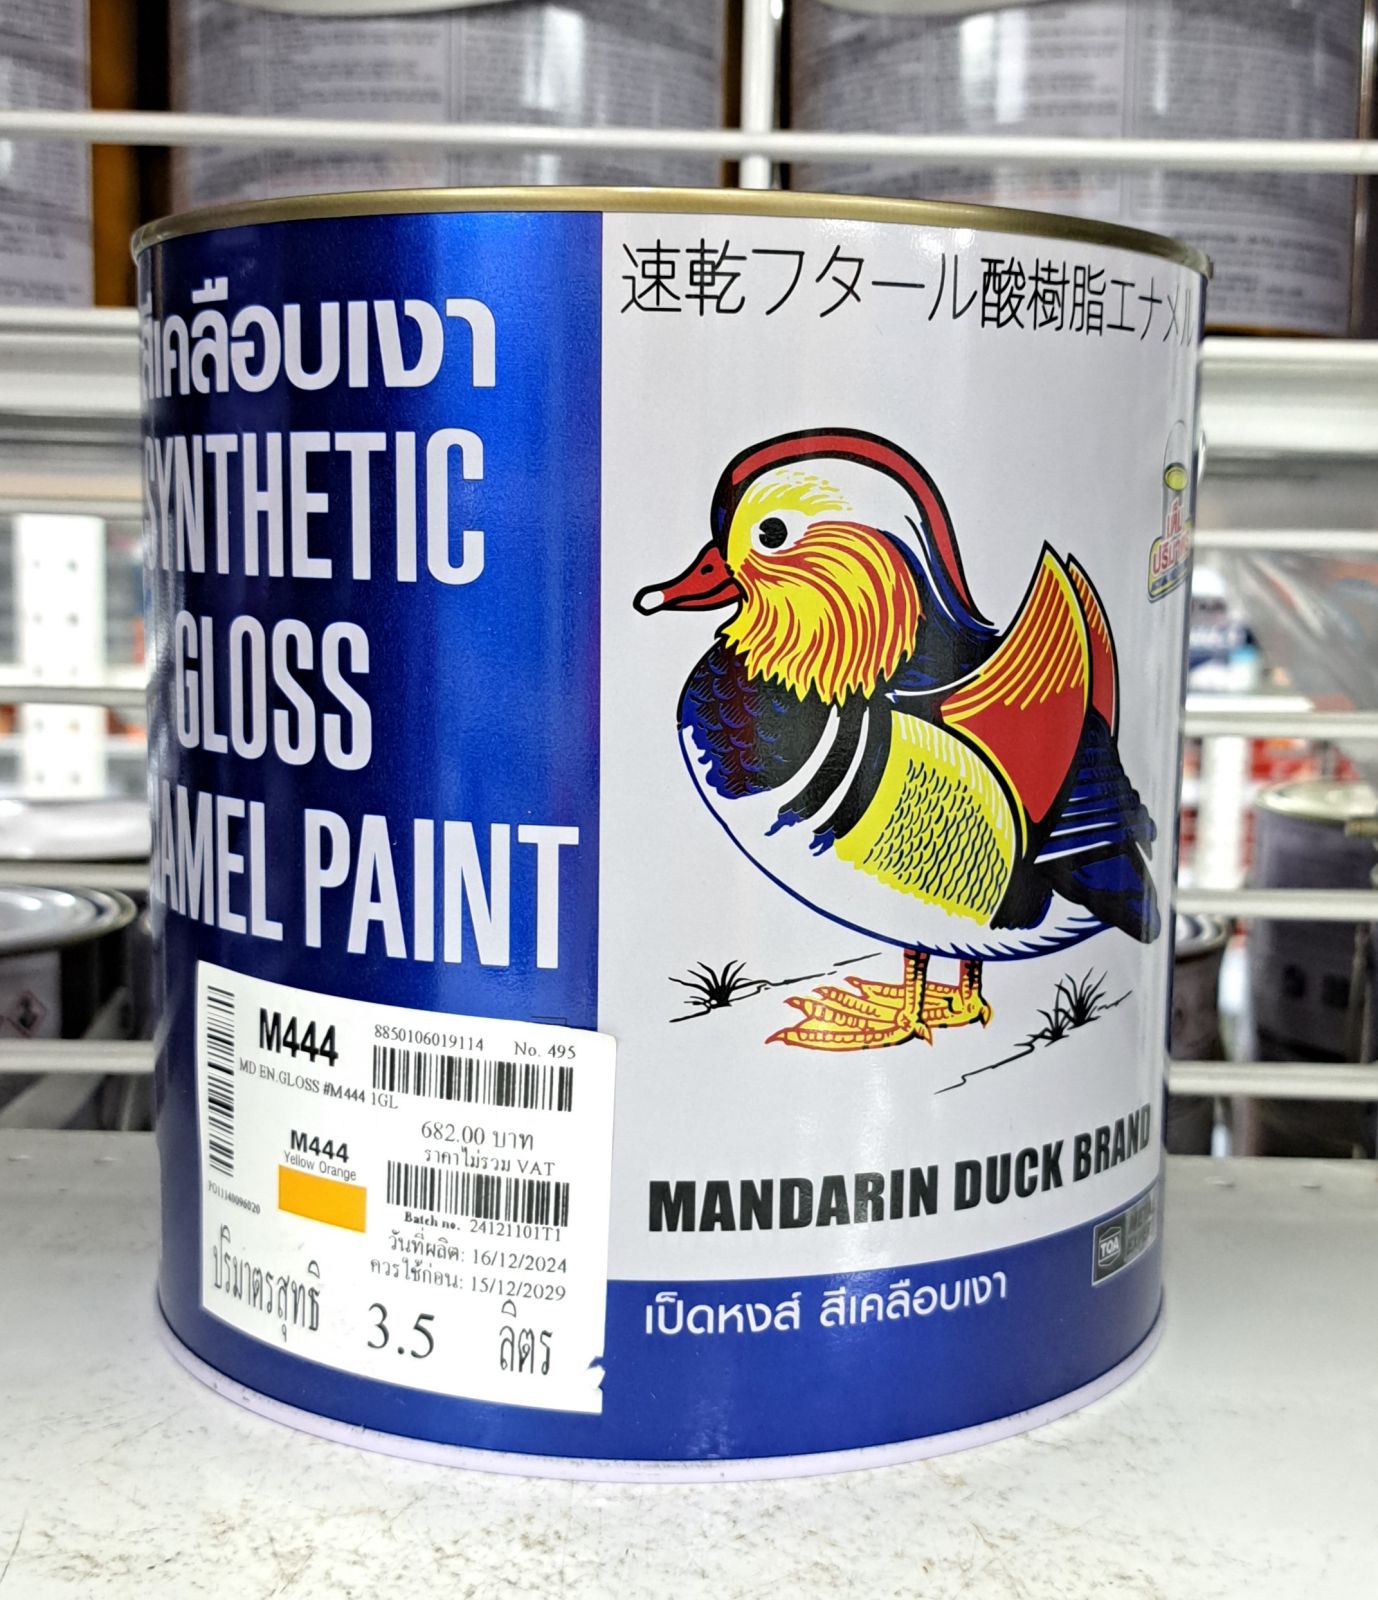 สีเคลือบเงา
SYNTHETIC
GLOSS
ENAMEL PAINT
速乾フタール酸樹脂エナメル
MANDARIN DUCK BRAND
TOA
เป็ดหงส์ สีเคลือบเงา
M444
8850106019114 No. 495
MD EN.GLOSS #M444 1GL
682.00 บาท
ราคาไม่รวม VAT
M444
Yellow Orange
PO11140096020
Batch no. 24121101T1
วันที่ผลิต: 16/12/2024
ควรใช้ก่อน: 15/12/2029
ปริมาตรสุทธิ 3.5 ลิตร